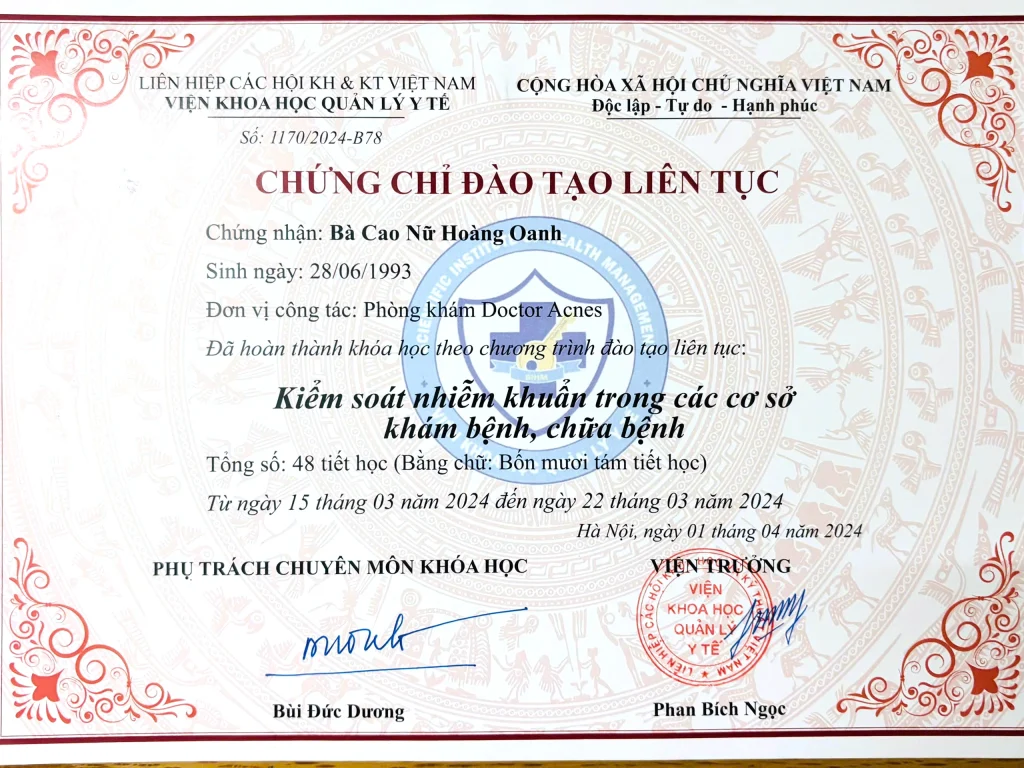 LIÊN HIỆP CÁC HỘI KH & KT VIỆT NAM
VIỆN KHOA HỌC QUẢN LÝ Y TẾ
Số: 1170/2024-B78
CỘNG HÒA XÃ HỘI CHỦ NGHĨA VIỆT NAM
Độc lập - Tự do - Hạnh phúc
CHỨNG CHỈ ĐÀO TẠO LIÊN TỤC
Chứng nhận: Bà Cao Nữ Hoàng Oanh
Sinh ngày: 28/06/1993
Đơn vị công tác: Phòng khám Doctor Acnes
Đã hoàn thành khóa học theo chương trình đào tạo liên tục:
Kiểm soát nhiễm khuẩn trong các cơ sở
khám bệnh, chữa bệnh
Tổng số: 48 tiết học (Bằng chữ: Bốn mươi tám tiết học)
Từ ngày 15 tháng 03 năm 2024 đến ngày 22 tháng 03 năm 2024
Hà Nội, ngày 01 tháng 04 năm 2024
PHỤ TRÁCH CHUYÊN MÔN KHÓA HỌC
VIỆN TRƯỞNG
VIỆN
KHOA HỌC
QUẢN LÝ
Y TẾ
Bùi Đức Dương
Phan Bích Ngọc
SIHM